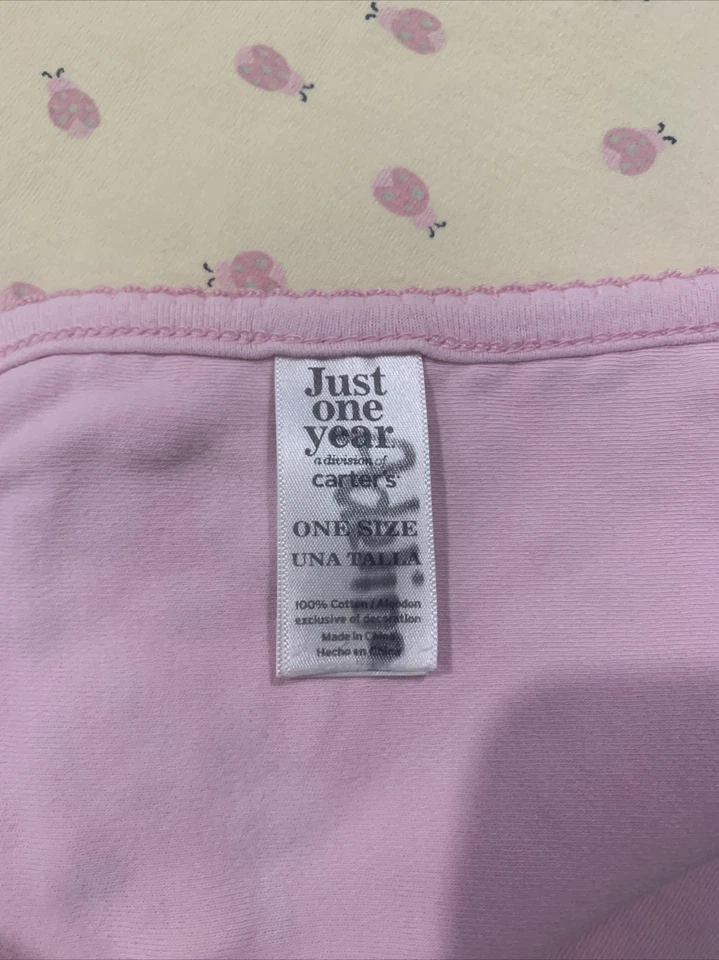 Just
one
year
a division of
carter's
ONE SIZE
UNA TALLA
100% Cotton / Algodon
exclusive of decoration
Made in China
Hecho en China